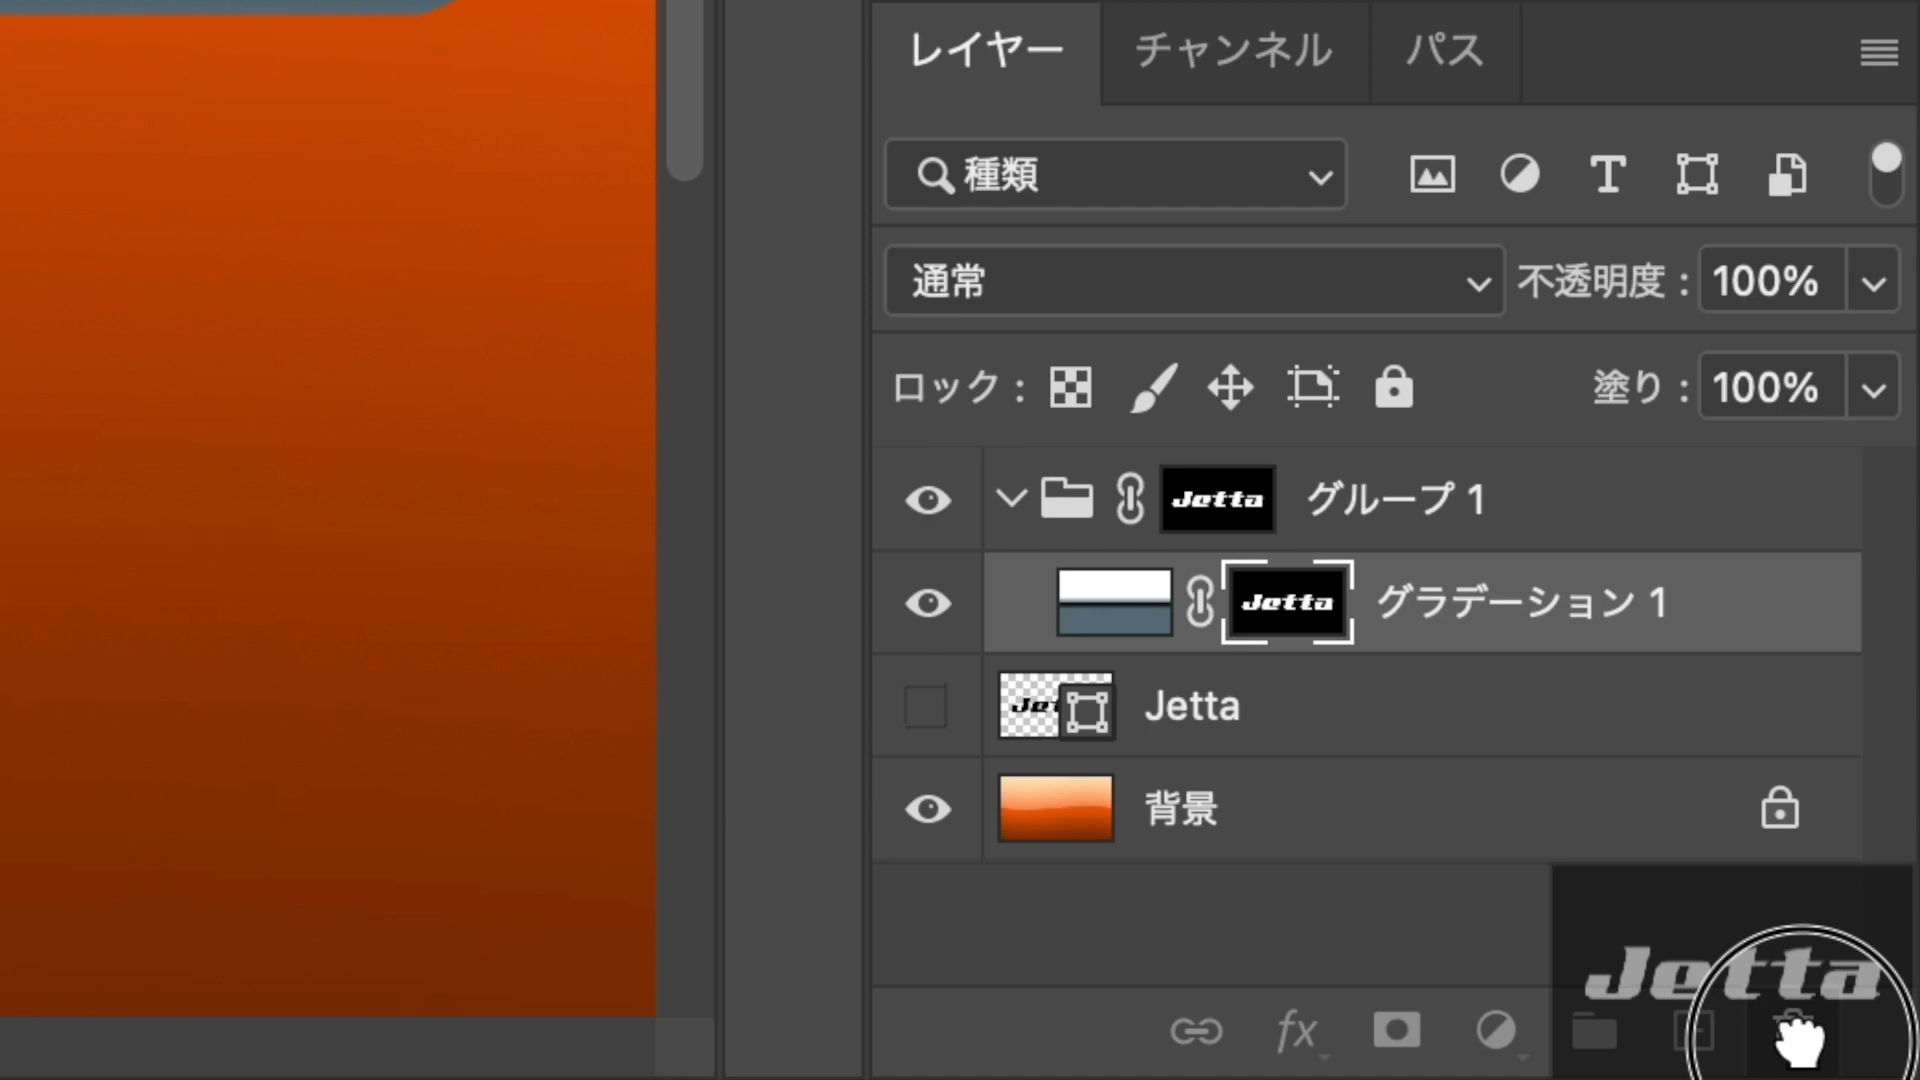 レイヤー チャンネル パス
種類
通常 不透明度 : 100%
ロック : 塗り : 100%
Jetta グループ 1
Jetta グラデーション 1
Jet Jetta
背景
Jetta
fx